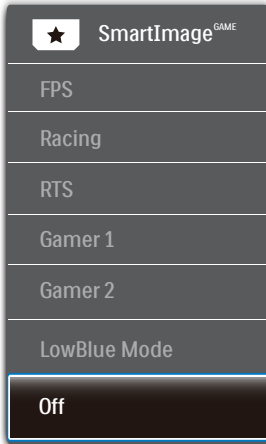 SmartImage GAME
FPS
Racing
RTS
Gamer 1
Gamer 2
LowBlue Mode
Off